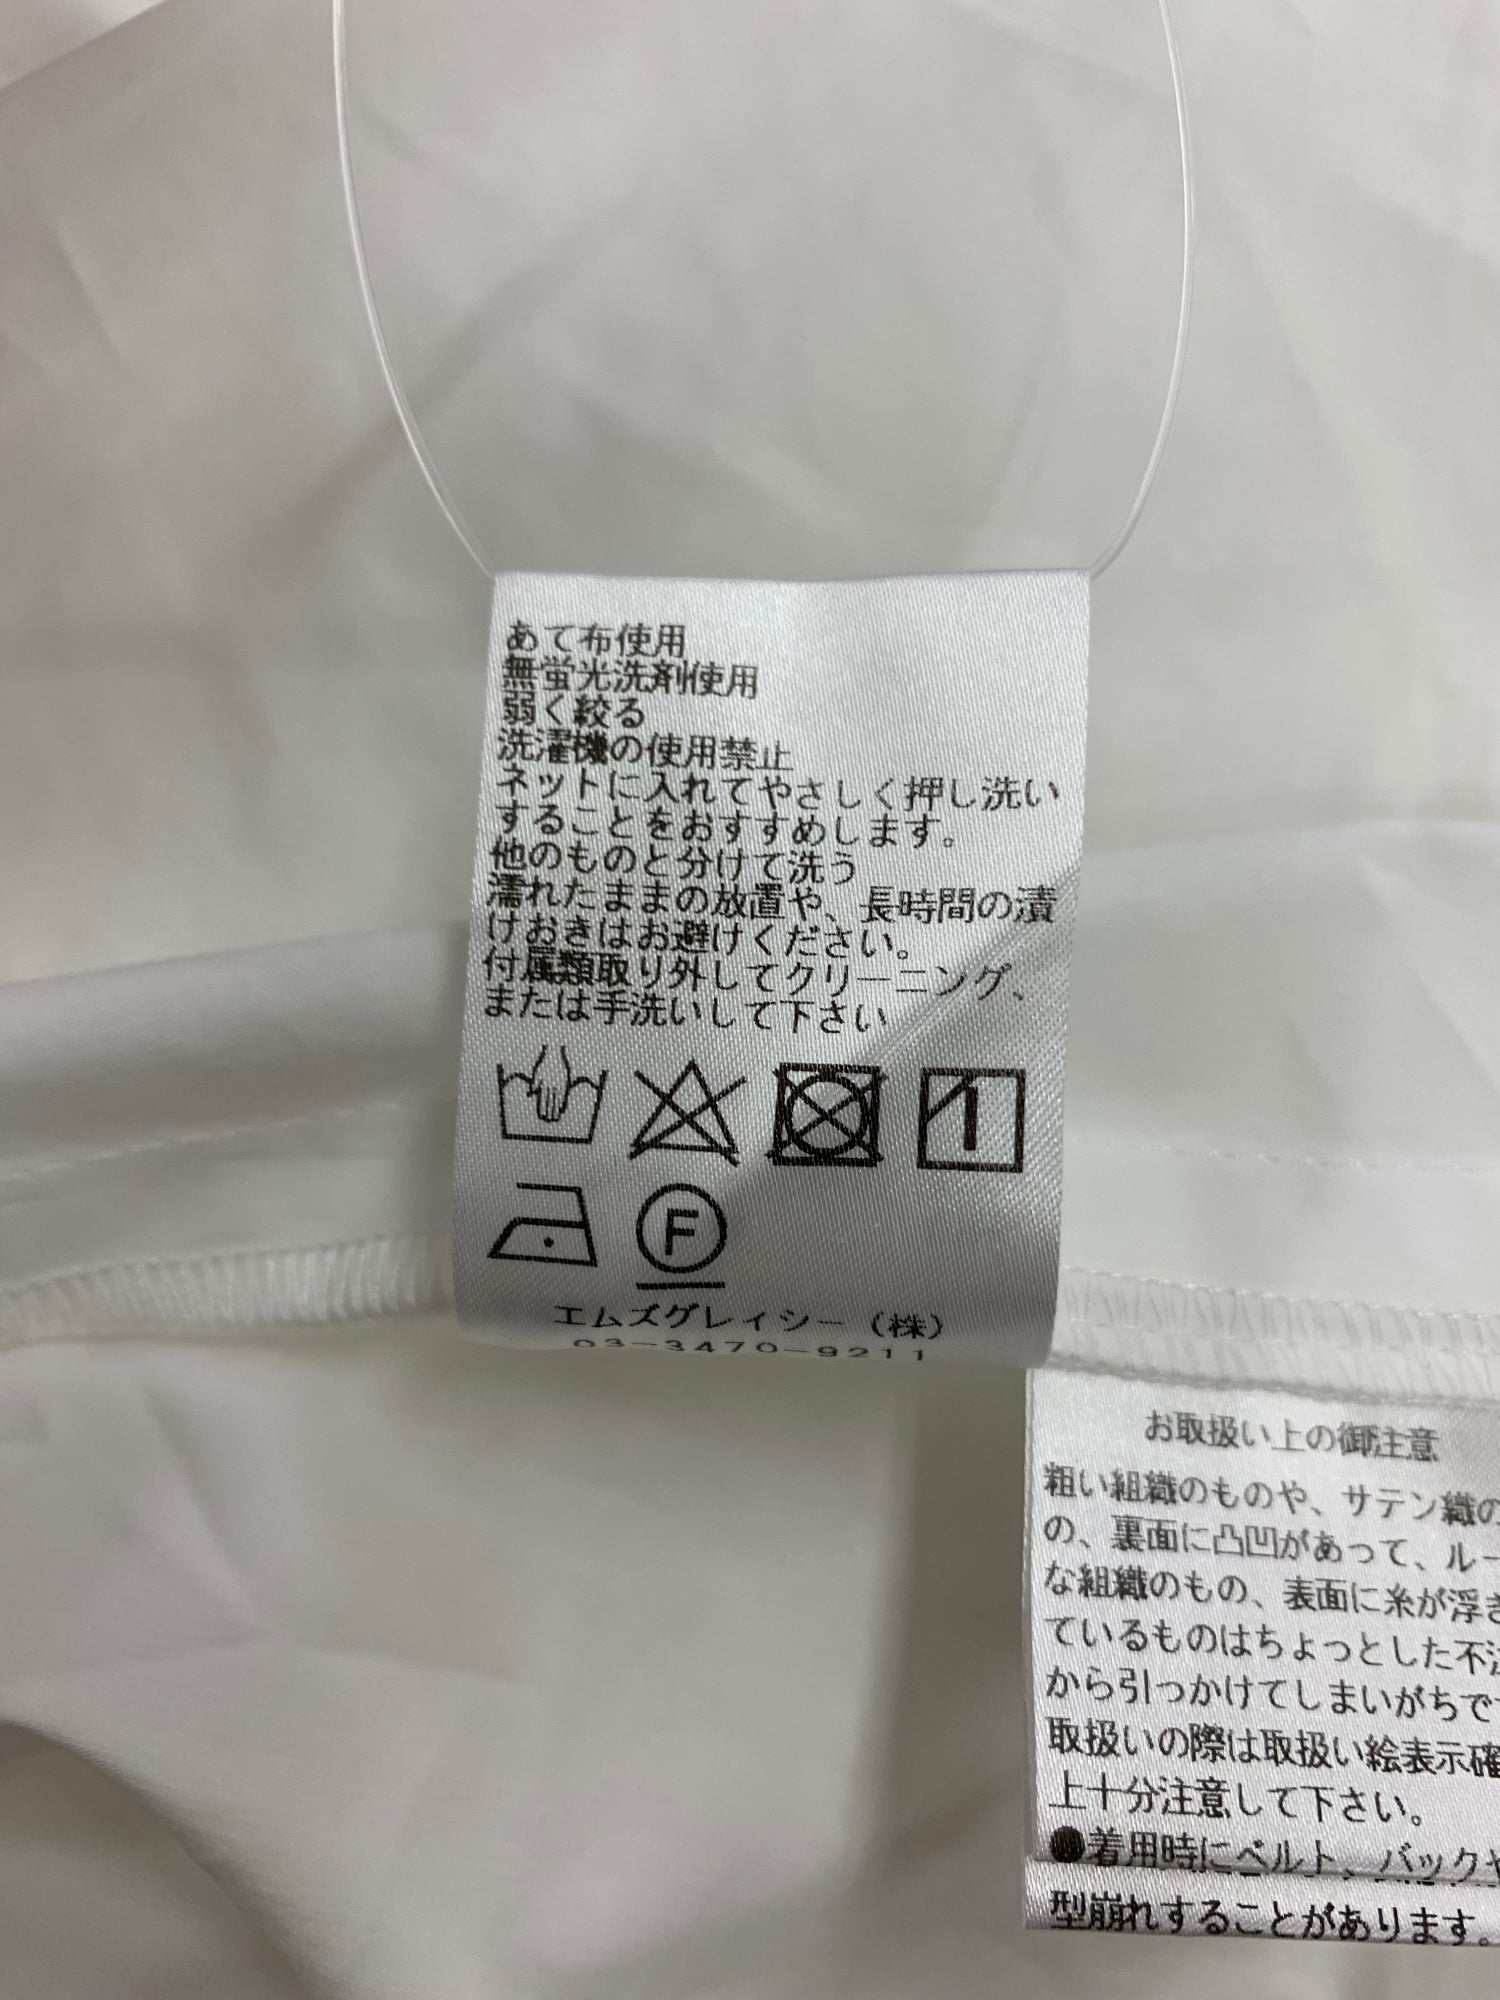 あて布使用
無蛍光洗剤使用
弱く絞る
洗濯機の使用禁止
ネットに入れてやさしく押し洗い
することをおすすめします。
他のものと分けて洗う
濡れたままの放置や、長時間の漬
けおきはお避けください。
付属類取り外してクリーニング、
または手洗いして下さい
F
エムズグレイシー（株）
03-3470-9211
お取扱い上の御注意
粗い組織のものや、サテン織の
の、裏面に凸凹があって、ルー
な組織のもの、表面に糸が浮き
ているものはちょっとした不注
から引っかけてしまいがちです
取扱いの際は取扱い絵表示確
上十分注意して下さい。
●着用時にベルト、バックや
型崩れすることがあります。